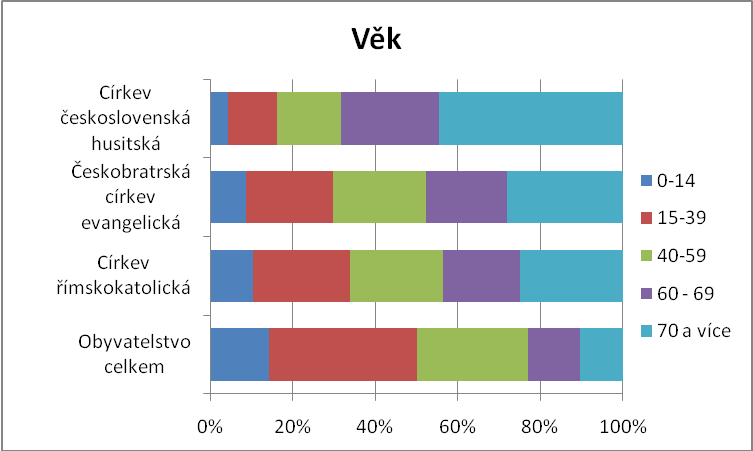 Věk
Církev
československá
husitská
Českobratrská
církev
evangelická
Církev
římskokatolická
Obyvatelstvo
celkem
0% 20% 40% 60% 80% 100%
0-14
15-39
40-59
60 - 69
70 a více